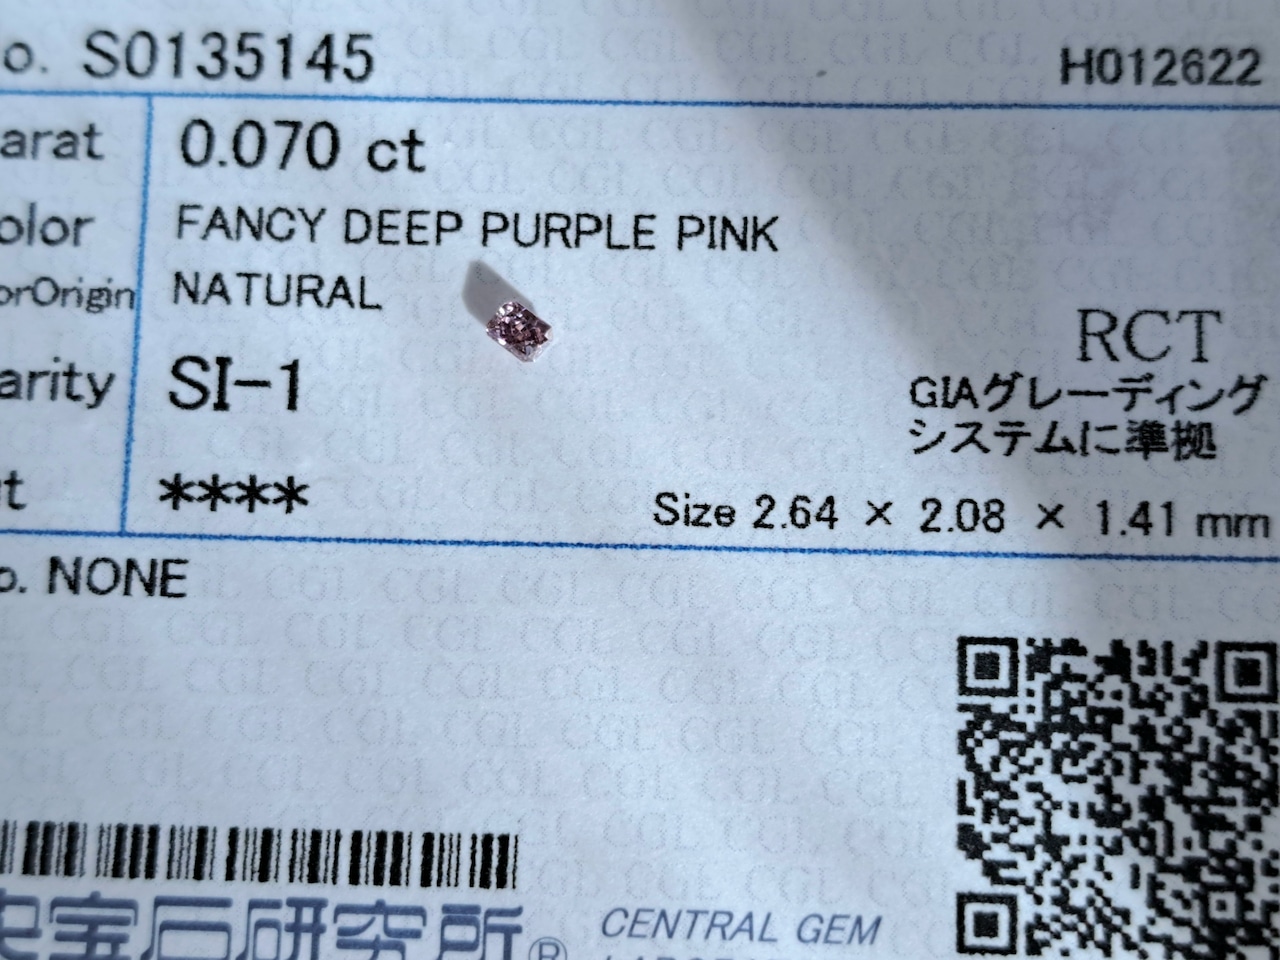 o. S0135145
H012622
arat 0.070 ct
olor FANCY DEEP PURPLE PINK
orOrigin NATURAL
RCT
arity SI-1
GIAグレーディング
システムに準拠
t ****
Size 2.64 × 2.08 × 1.41 mm
o. NONE
宝石研究所®
CENTRAL GEM